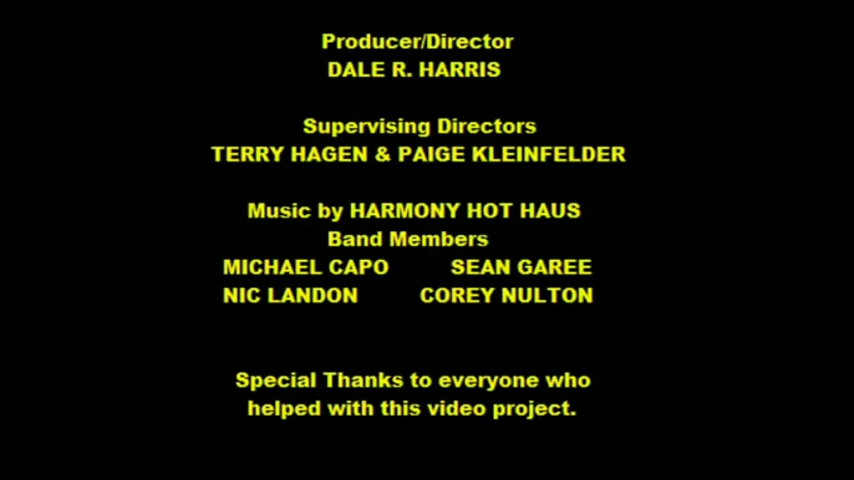 Producer/Director
DALE R. HARRIS
Supervising Directors
TERRY HAGEN & PAIGE KLEINFELDER
Music by HARMONY HOT HAUS
Band Members
MICHAEL CAPO SEAN GAREE
NIC LANDON COREY NULTON
Special Thanks to everyone who
helped with this video project.